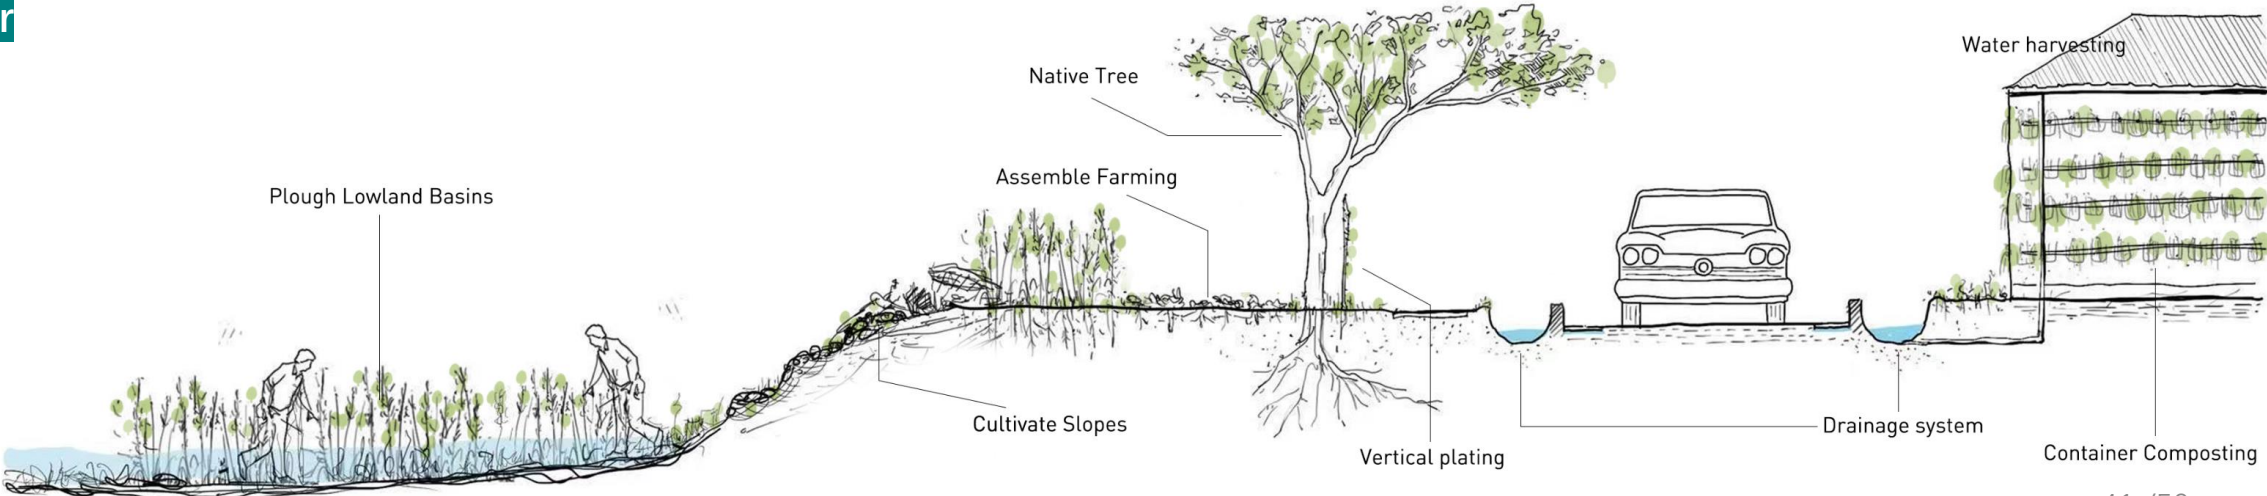 r
Water harvesting
Native Tree
Assemble Farming
Plough Lowland Basins
Cultivate Slopes
Drainage system
Vertical plating
Container Composting